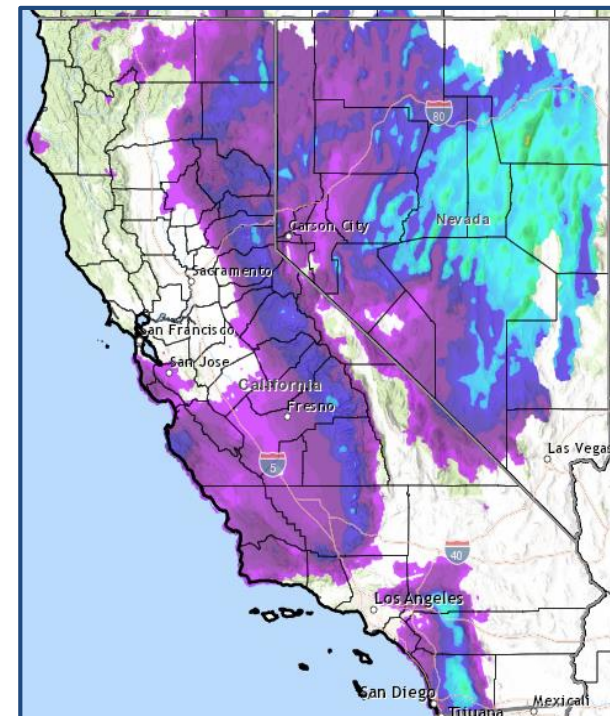 80
Carson City
Nevada
Sacramento
San Francisco
San Jose
California
Fresno
5
Las Vegas
40
Los Angeles
San Diego
Tijuana
Mexicali